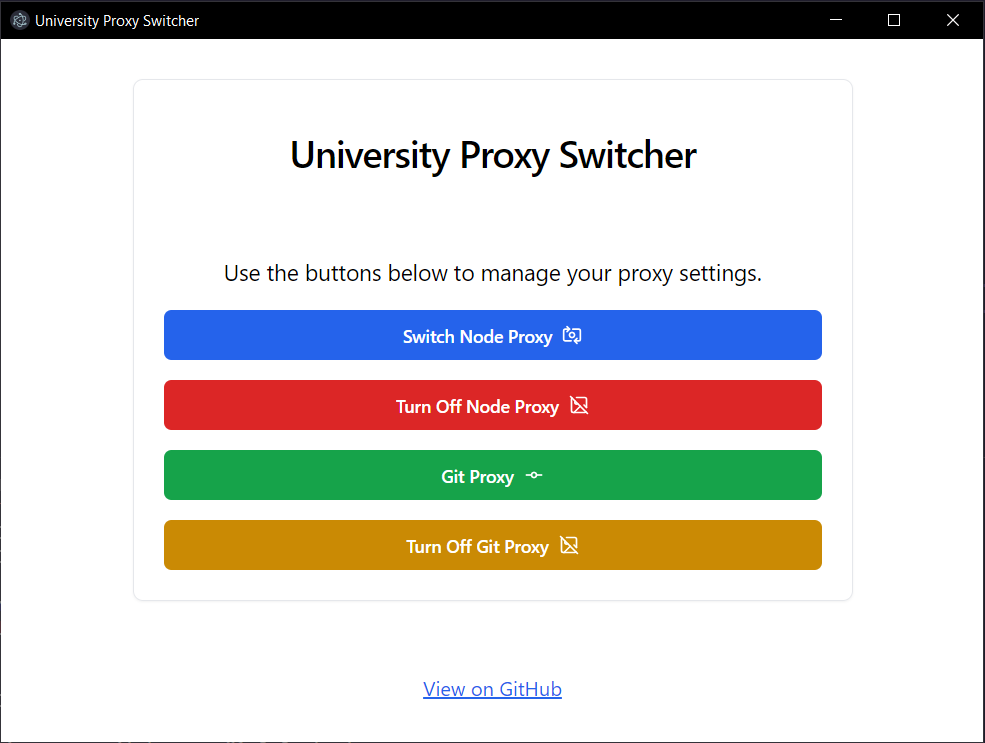 University Proxy Switcher
University Proxy Switcher
Use the buttons below to manage your proxy settings.
Switch Node Proxy
Turn Off Node Proxy
Git Proxy
Turn Off Git Proxy
View on GitHub